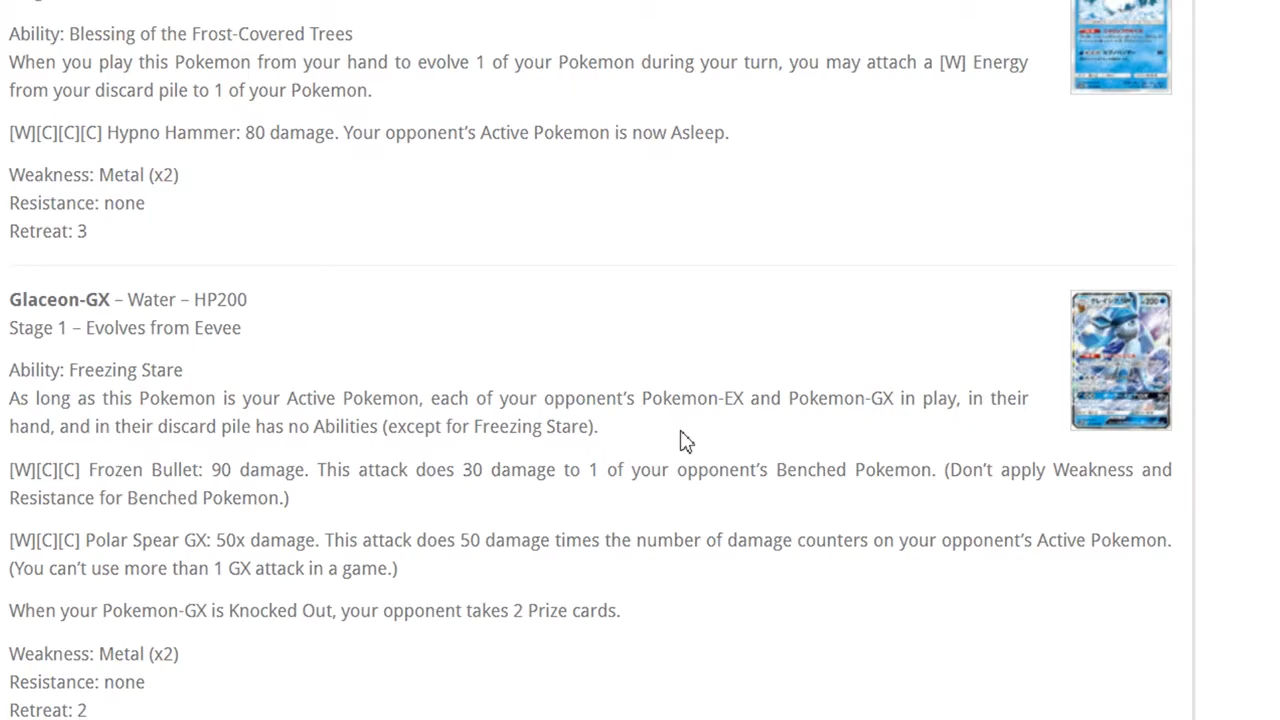 Ability: Blessing of the Frost-Covered Trees
When you play this Pokemon from your hand to evolve 1 of your Pokemon during your turn, you may attach a [W] Energy
from your discard pile to 1 of your Pokemon.
[W][C][C][C] Hypno Hammer: 80 damage. Your opponent’s Active Pokemon is now Asleep.
Weakness: Metal (x2)
Resistance: none
Retreat: 3
Glaceon-GX – Water – HP200
Stage 1 – Evolves from Eevee
Ability: Freezing Stare
As long as this Pokemon is your Active Pokemon, each of your opponent’s Pokemon-EX and Pokemon-GX in play, in their
hand, and in their discard pile has no Abilities (except for Freezing Stare).
[W][C][C] Frozen Bullet: 90 damage. This attack does 30 damage to 1 of your opponent’s Benched Pokemon. (Don’t apply Weakness and
Resistance for Benched Pokemon.)
[W][C][C] Polar Spear GX: 50x damage. This attack does 50 damage times the number of damage counters on your opponent’s Active Pokemon.
(You can’t use more than 1 GX attack in a game.)
When your Pokemon-GX is Knocked Out, your opponent takes 2 Prize cards.
Weakness: Metal (x2)
Resistance: none
Retreat: 2